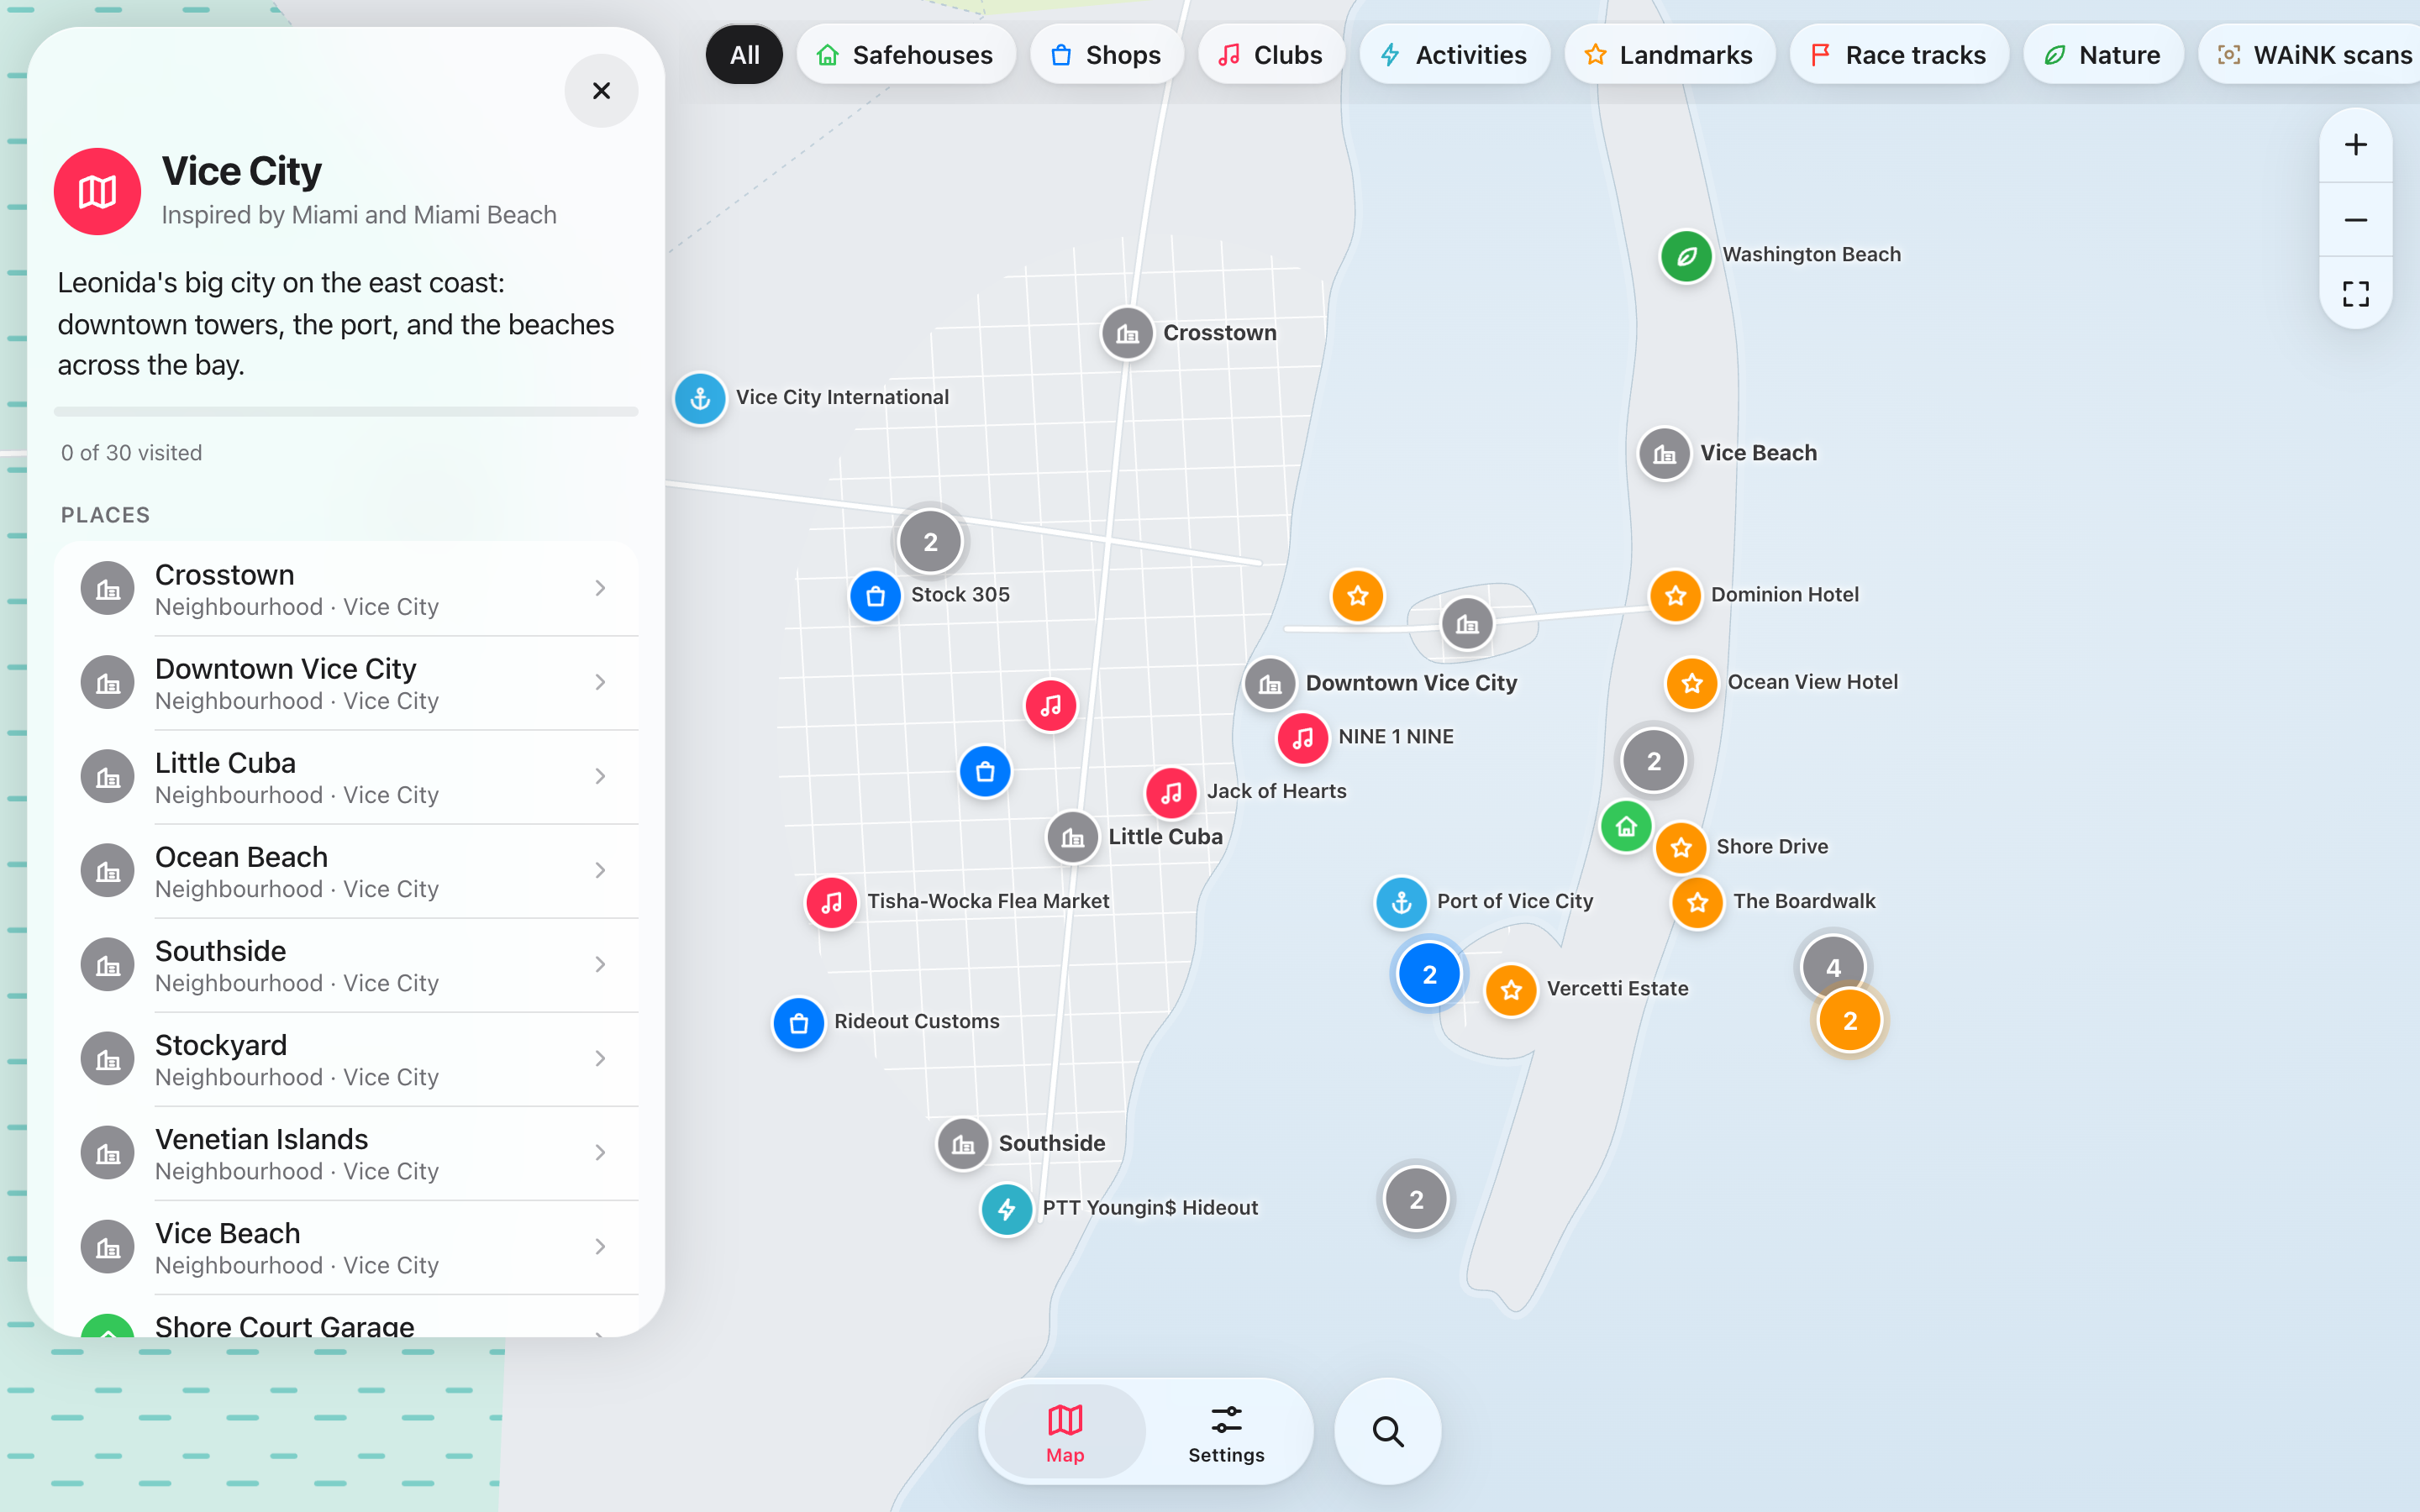 All
Safehouses
Shops
Clubs
Activities
Landmarks
Race tracks
Nature
WAiNK scans
Vice City
Inspired by Miami and Miami Beach
Leonida's big city on the east coast:
downtown towers, the port, and the beaches
across the bay.
0 of 30 visited
PLACES
Crosstown
Neighbourhood · Vice City
Downtown Vice City
Neighbourhood · Vice City
Little Cuba
Neighbourhood · Vice City
Ocean Beach
Neighbourhood · Vice City
Southside
Neighbourhood · Vice City
Stockyard
Neighbourhood · Vice City
Venetian Islands
Neighbourhood · Vice City
Vice Beach
Neighbourhood · Vice City
Shore Court Garage
Washington Beach
Crosstown
Vice City International
Vice Beach
2
Stock 305
Dominion Hotel
Downtown Vice City
Ocean View Hotel
NINE 1 NINE
2
Jack of Hearts
Little Cuba
Shore Drive
Tisha-Wocka Flea Market
Port of Vice City
The Boardwalk
2
4
Vercetti Estate
Rideout Customs
2
Southside
2
PTT Youngin$ Hideout
Map
Settings